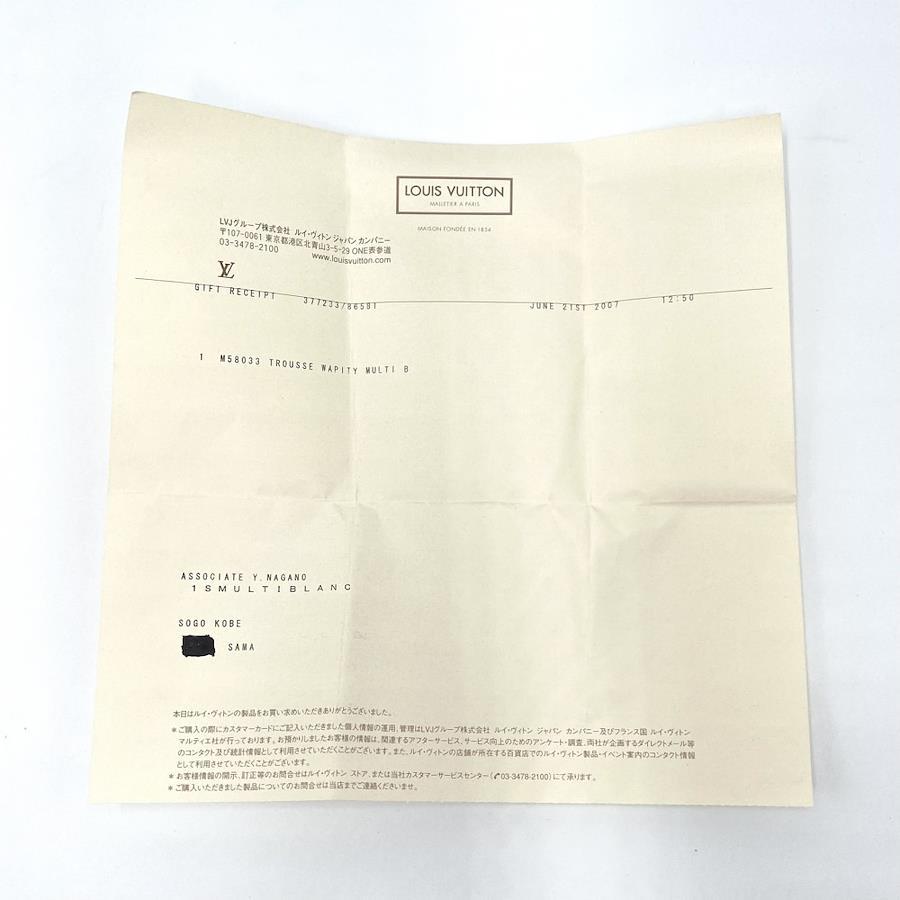 LOUIS VUITTON
MALLETIER A PARIS
MAISON FONDÉE EN 1854
LVJグループ株式会社 ルイ・ヴィトン ジャパン カンパニー
〒107-0061 東京都港区北青山3-5-29 ONE表参道
03-3478-2100 www.louisvuitton.com
LV
GIFT RECEIPT 377233/86581 JUNE 21ST 2007 12:50
1 M58033 TROUSSE WAPITY MULTI B
ASSOCIATE Y.NAGANO
1SMULTIBLANC
SOGO KOBE
SAMA
本日はルイ・ヴィトンの製品をお買い求めいただきありがとうございました。
＊ご購入の際にカスタマーカードにご記入いただきました個人情報の運用、管理はLVJグループ株式会社 ルイ・ヴィトン ジャパン カンパニー及びフランス国 ルイ・ヴィトン
マルティエ社が行っております。お預かりしましたお客様の情報は、関連するアフターサービス、サービス向上のためのアンケート・調査、両社が企画するダイレクトメール等
のコンタクト及び統計情報として利用させていただくことがございます。また、ルイ・ヴィトンの店舗が所在する百貨店でのルイ・ヴィトン製品・イベント案内のコンタクト情報
として利用させていただくことがございます。
＊お客様情報の開示、訂正等のお問合せはルイ・ヴィトン ストア、または当社カスタマーサービスセンター(✆03-3478-2100)にて承ります。
＊ご購入いただきました製品についてのお問合せは当店までご連絡くださいませ。